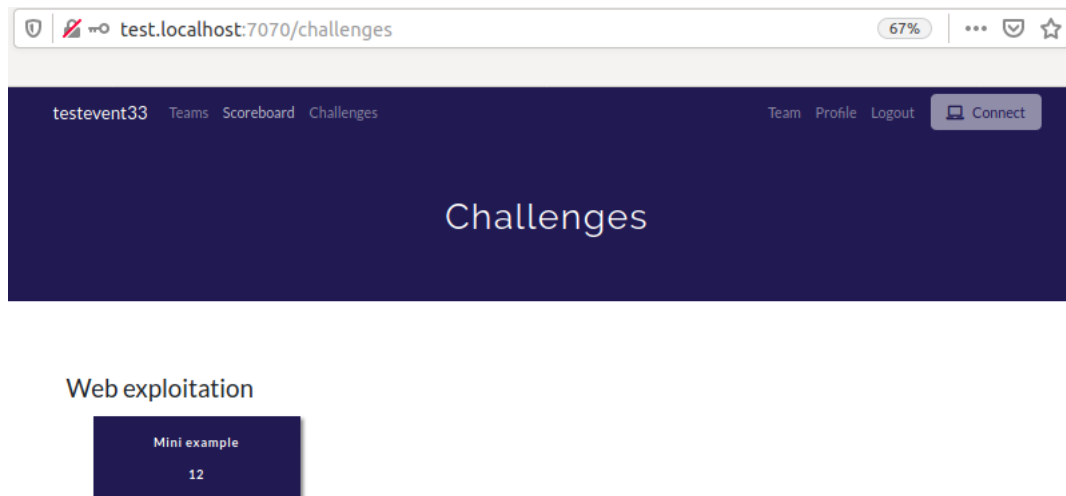 test.localhost:7070/challenges 67%
testevent33 Teams Scoreboard Challenges Team Profile Logout Connect
Challenges
Web exploitation
Mini example
12